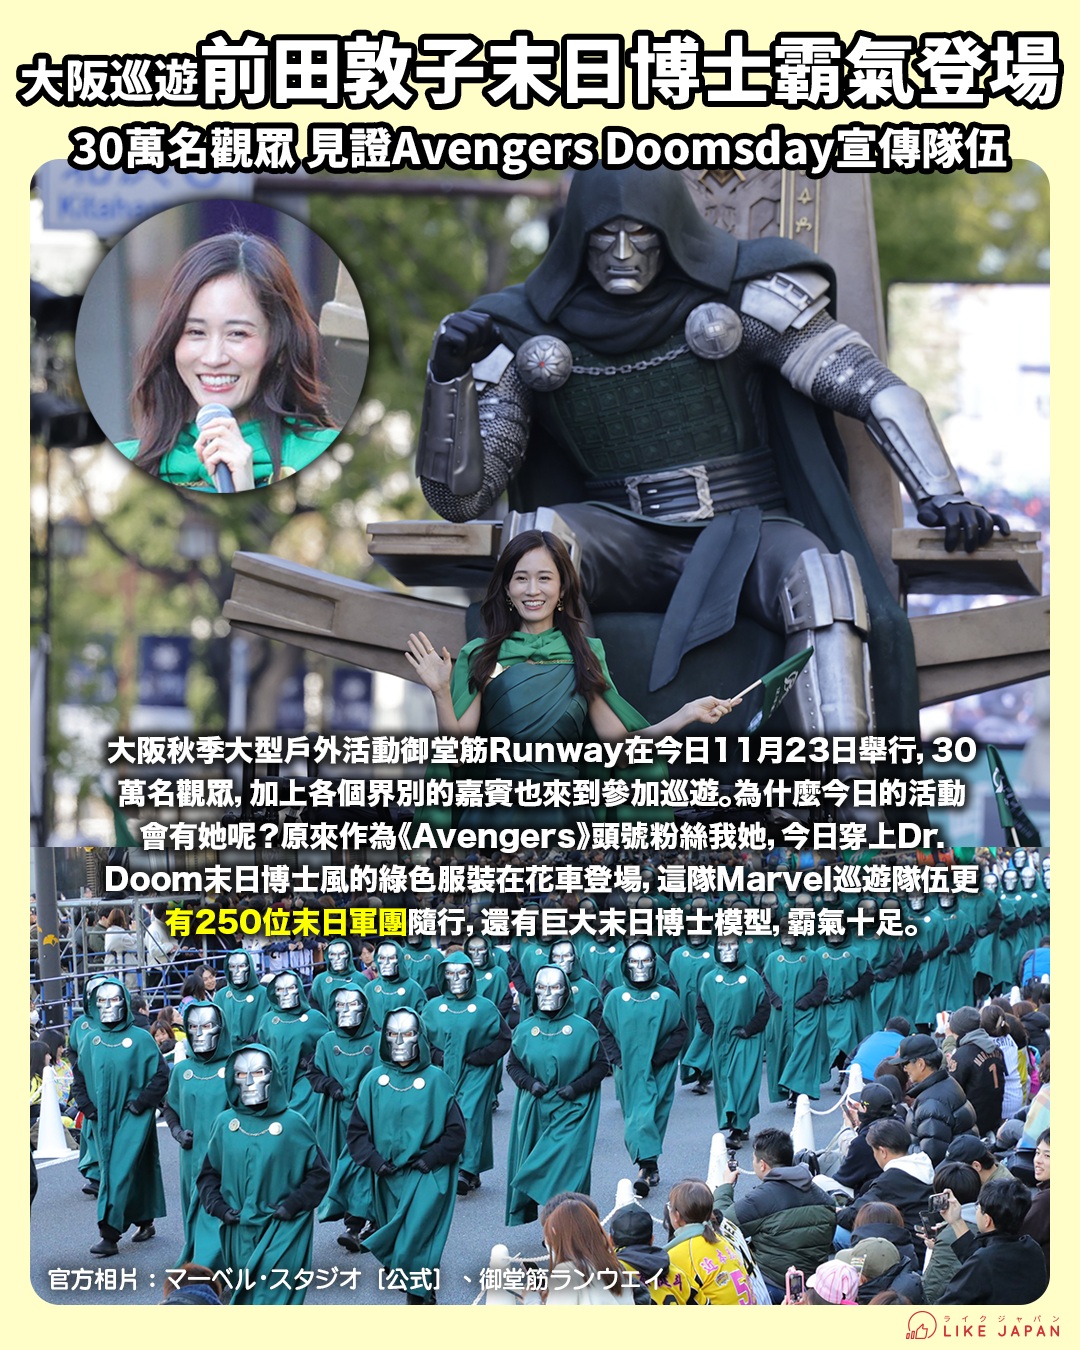 大阪巡遊前田敦子末日博士霸氣登場
30萬名觀眾 見證Avengers Doomsday宣傳隊伍
Kitaha
大阪秋季大型戶外活動御堂筋Runway在今日11月23日舉行，30
萬名觀眾，加上各個界別的嘉賓也來到參加巡遊。為什麼今日的活動
會有她呢？原來作為《Avengers》頭號粉絲我她，今日穿上Dr.
Doom末日博士風的綠色服裝在花車登場，這隊Marvel巡遊隊伍更
有250位末日軍團隨行，還有巨大末日博士模型，霸氣十足。
官方相片：マーベル･スタジオ［公式］、御堂筋ランウエイ
ライクジャパン
LIKE JAPAN